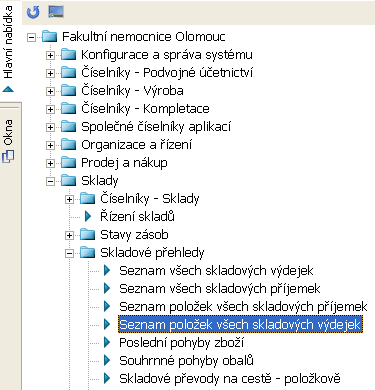 Hlavní nabídka
Okna
Fakultní nemocnice Olomouc
Konfigurace a správa systému
Číselníky - Podvojné účetnictví
Číselníky - Výroba
Číselníky - Kompletace
Společné číselníky aplikací
Organizace a řízení
Prodej a nákup
Sklady
Číselníky - Sklady
Řízení skladů
Stavy zásob
Skladové přehledy
Seznam všech skladových výdejek
Seznam všech skladových příjemek
Seznam položek všech skladových příjemek
Seznam položek všech skladových výdejek
Poslední pohyby zboží
Souhrnné pohyby obalů
Skladové převody na cestě - položkově